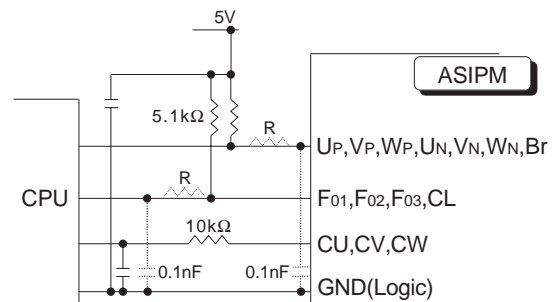 5V
ASIPM
5.1kΩ
R
UP,VP,WP,UN,VN,WN,Br
R
CPU
F01,F02,F03,CL
10kΩ
CU,CV,CW
0.1nF
0.1nF
GND(Logic)